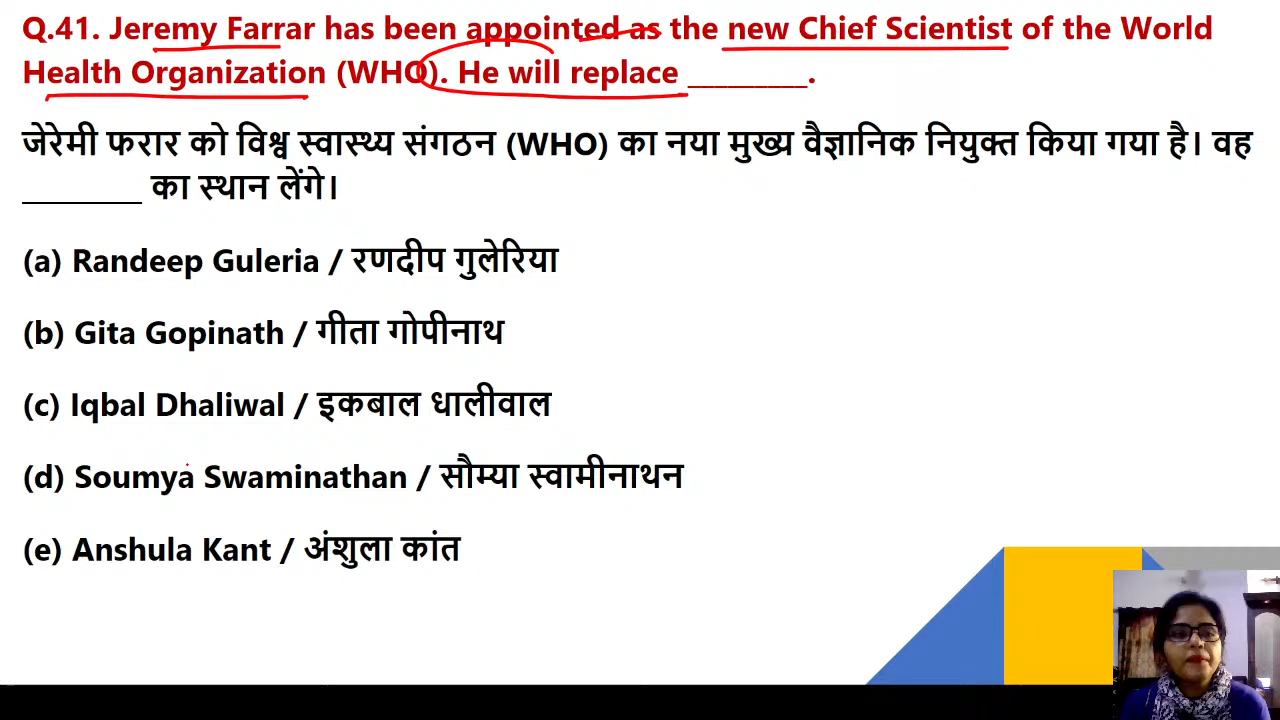 Q.41. Jeremy Farrar has been appointed as the new Chief Scientist of the World
Health Organization (WHO). He will replace _________.
जेरेमी फरार को विश्व स्वास्थ्य संगठन (WHO) का नया मुख्य वैज्ञानिक नियुक्त किया गया है। वह
________ का स्थान लेंगे।
(a) Randeep Guleria / रणदीप गुलेरिया
(b) Gita Gopinath / गीता गोपीनाथ
(c) Iqbal Dhaliwal / इकबाल धालीवाल
(d) Soumya Swaminathan / सौम्या स्वामीनाथन
(e) Anshula Kant / अंशुला कांत